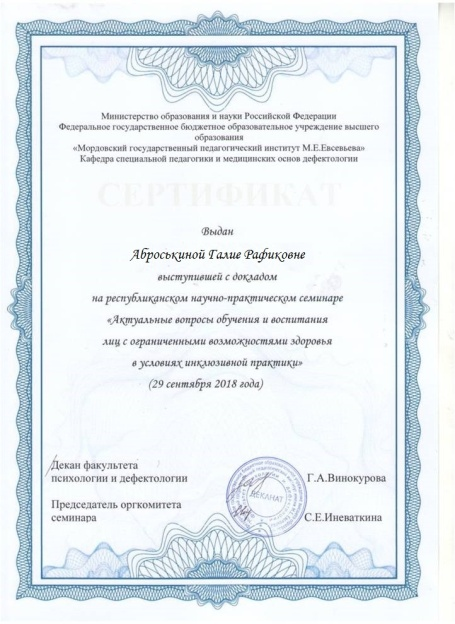 Министерство образования и науки Российской Федерации
Федеральное государственное бюджетное образовательное учреждение высшего
образования
«Мордовский государственный педагогический институт М.Е.Евсевьева»
Кафедра специальной педагогики и медицинских основ дефектологии
СЕРТИФИКАТ
Выдан
Аброськиной Галие Рафиковне
выступившей с докладом
на республиканском научно-практическом семинаре
«Актуальные вопросы обучения и воспитания
лиц с ограниченными возможностями здоровья
в условиях инклюзивной практики»
(29 сентября 2018 года)
Декан факультета
психологии и дефектологии
Г.А.Винокурова
Председатель оргкомитета
семинара
С.Е.Иневаткина
ДЕКАНАТ